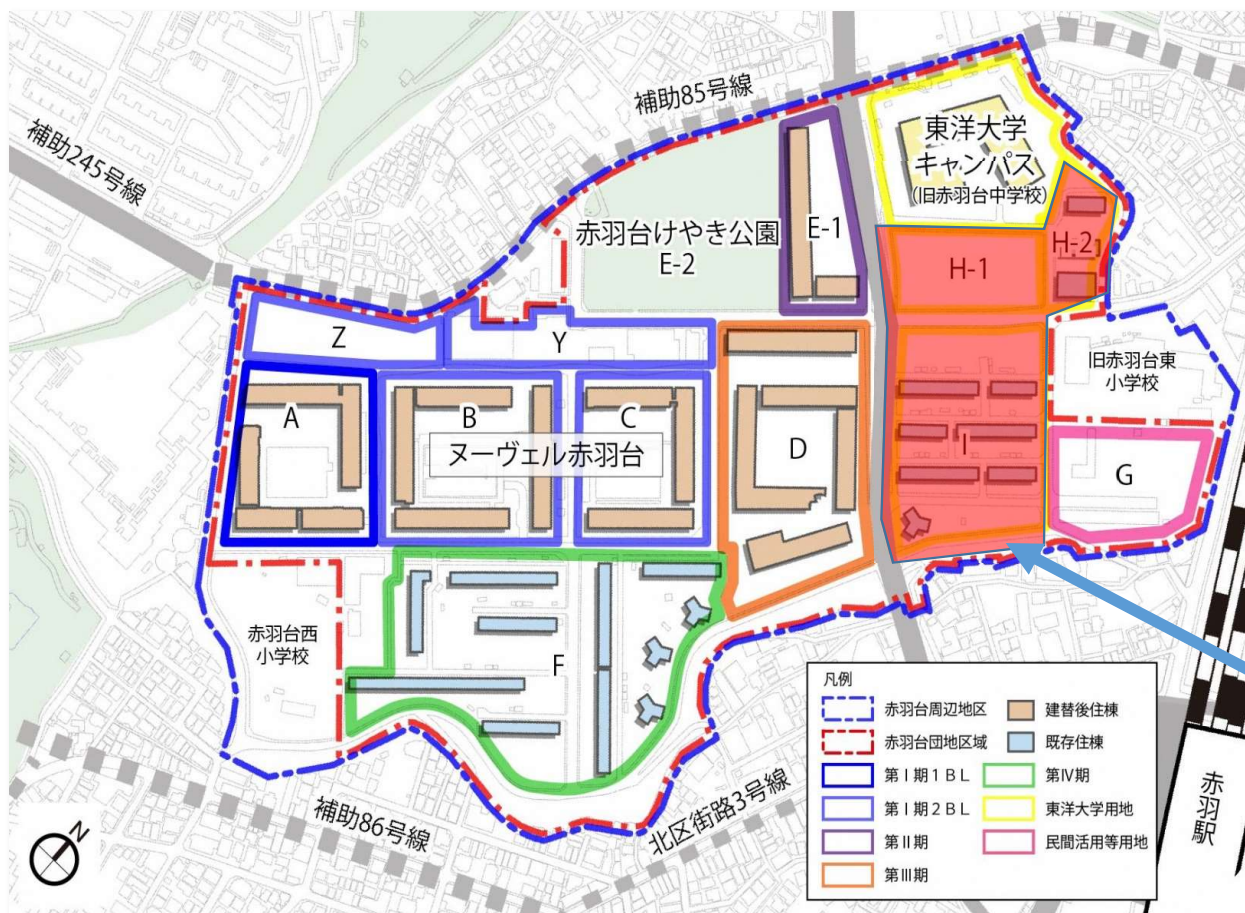 補助85号線
補助245号線
東洋大学
キャンパス
(旧赤羽台中学校)
赤羽台けやき公園
E-2
E-1
H-1
H-2
Z
Y
旧赤羽台東
小学校
A
B
C
D
I
G
ヌーヴェル赤羽台
赤羽台西
小学校
F
補助86号線
北区街路3号線
赤羽駅
N
凡例
赤羽台周辺地区
建替後住棟
赤羽台団地区域
既存住棟
第Ⅰ期1BL
第Ⅳ期
第Ⅰ期2BL
東洋大学用地
第Ⅱ期
民間活用等用地
第Ⅲ期